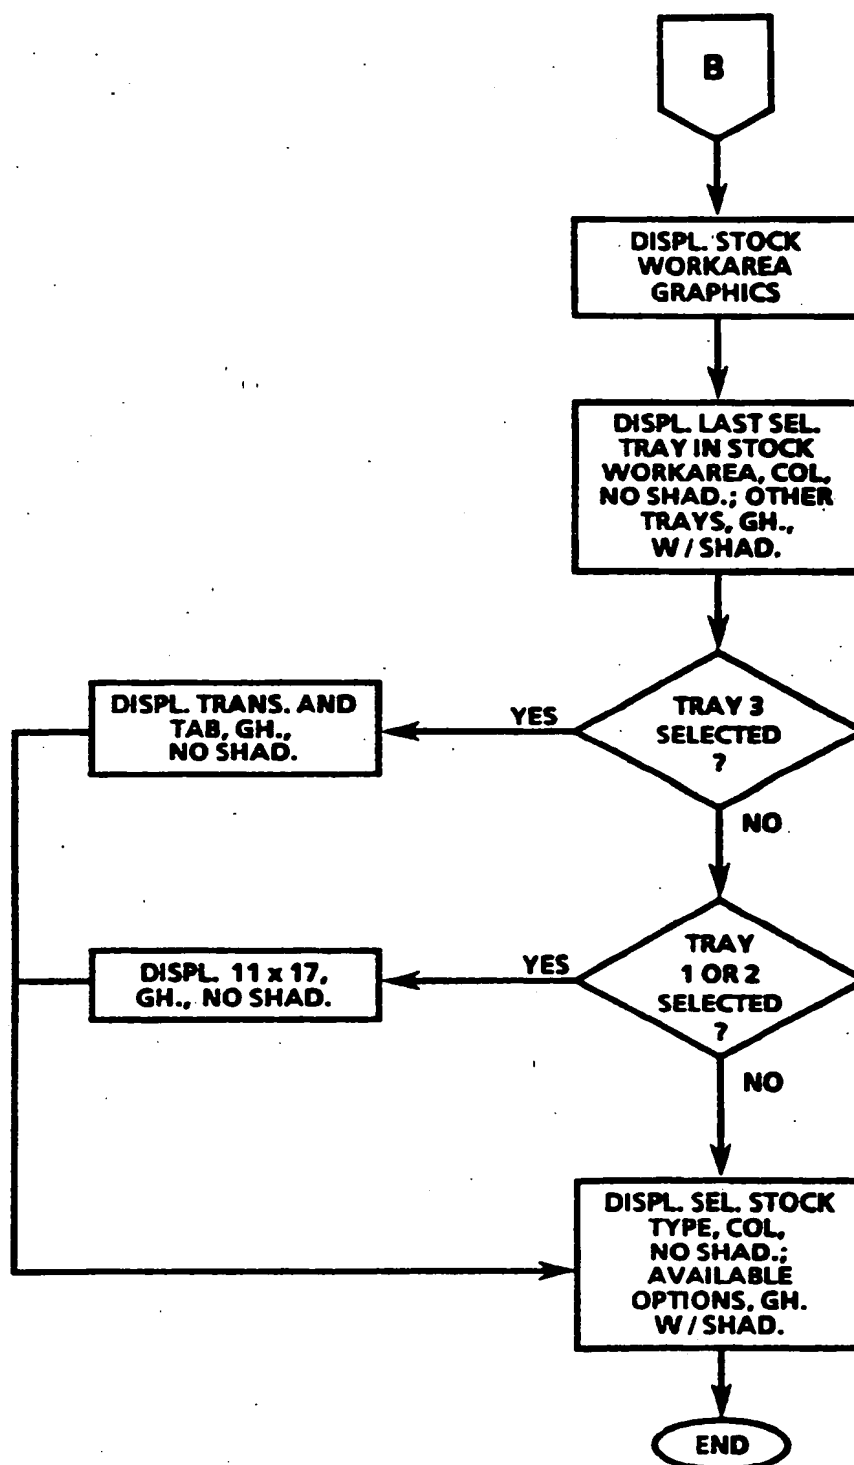 B
DISPL. STOCK
WORKAREA
GRAPHICS
DISPL. LAST SEL.
TRAY IN STOCK
WORKAREA, COL,
NO SHAD.; OTHER
TRAYS, GH.,
W / SHAD.
TRAY 3
SELECTED
?
YES
DISPL. TRANS. AND
TAB, GH.,
NO SHAD.
NO
TRAY
1 OR 2
SELECTED
?
YES
DISPL. 11 x 17,
GH., NO SHAD.
NO
DISPL. SEL. STOCK
TYPE, COL,
NO SHAD.;
AVAILABLE
OPTIONS, GH.
W / SHAD.
END